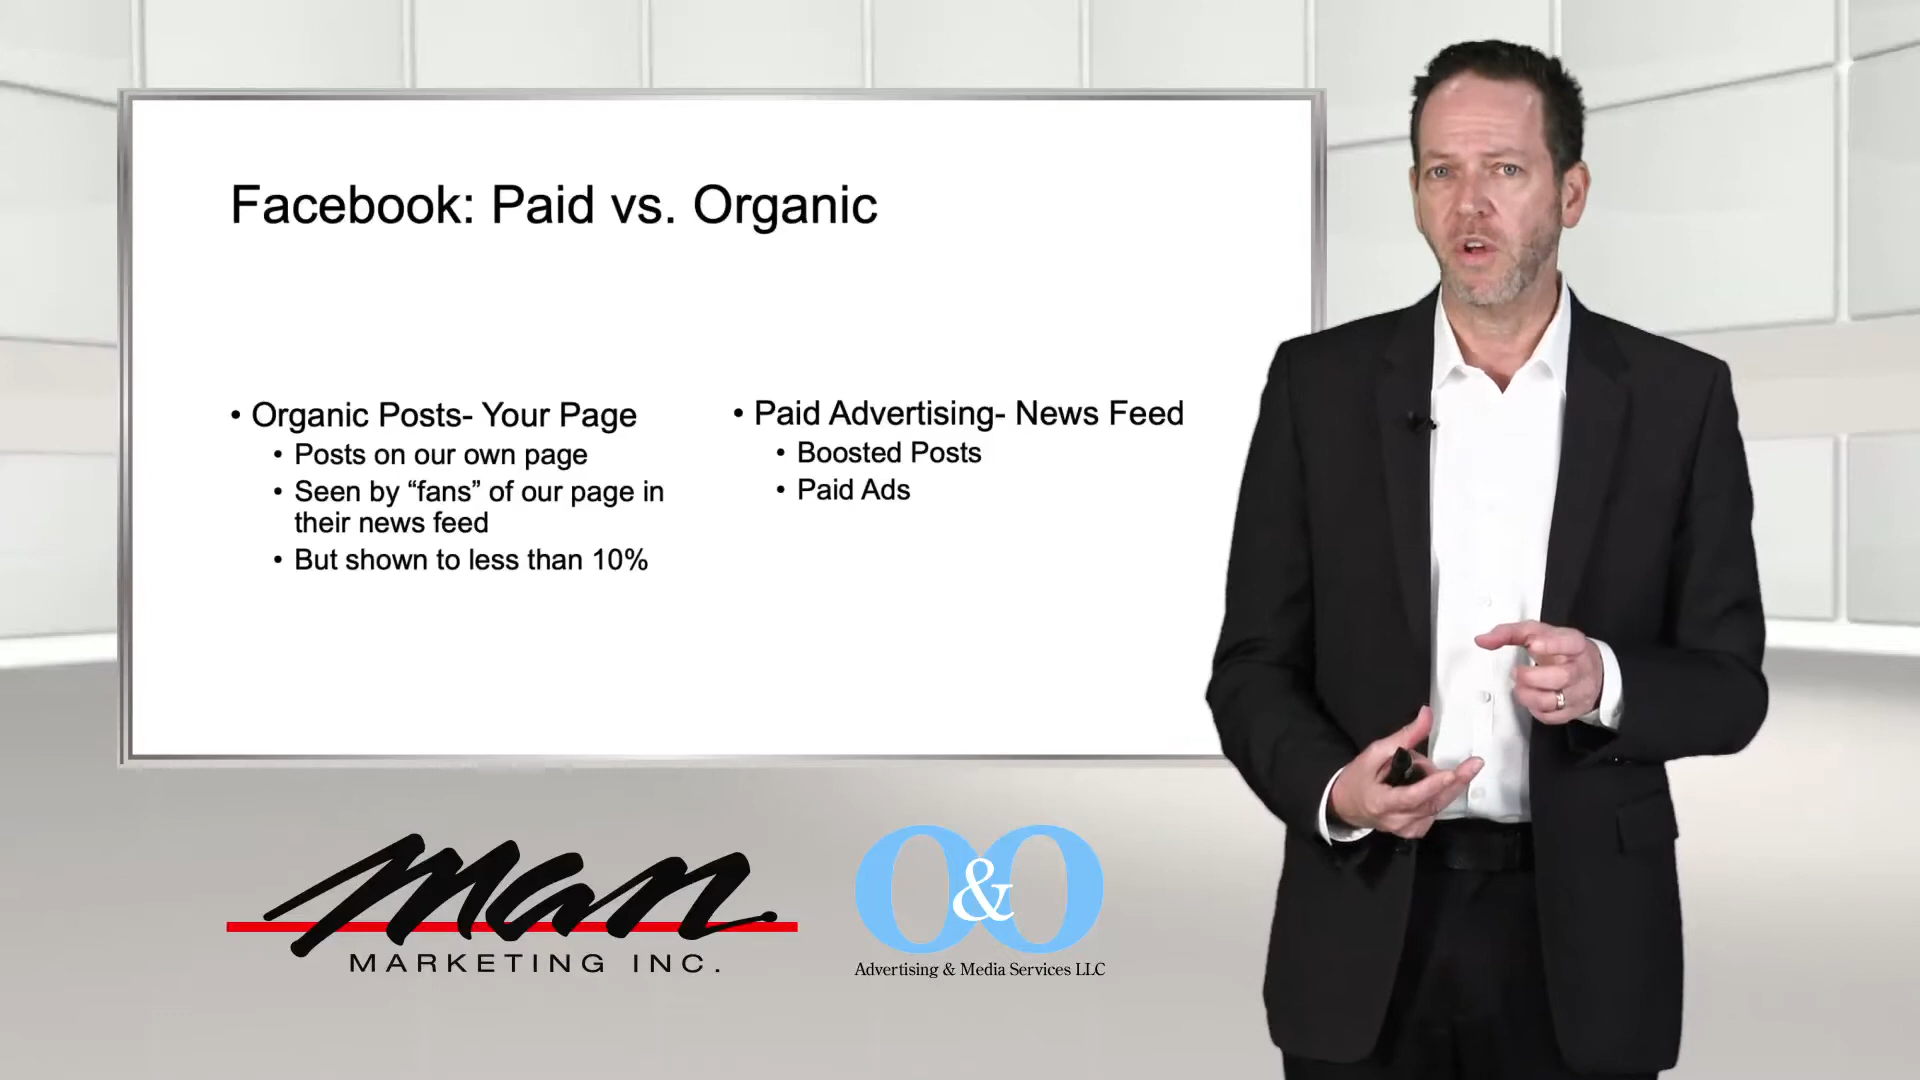 Facebook: Paid vs. Organic
• Organic Posts- Your Page
• Posts on our own page
• Seen by “fans” of our page in
their news feed
• But shown to less than 10%
• Paid Advertising- News Feed
• Boosted Posts
• Paid Ads
man
MARKETING INC.
O&O
Advertising & Media Services LLC